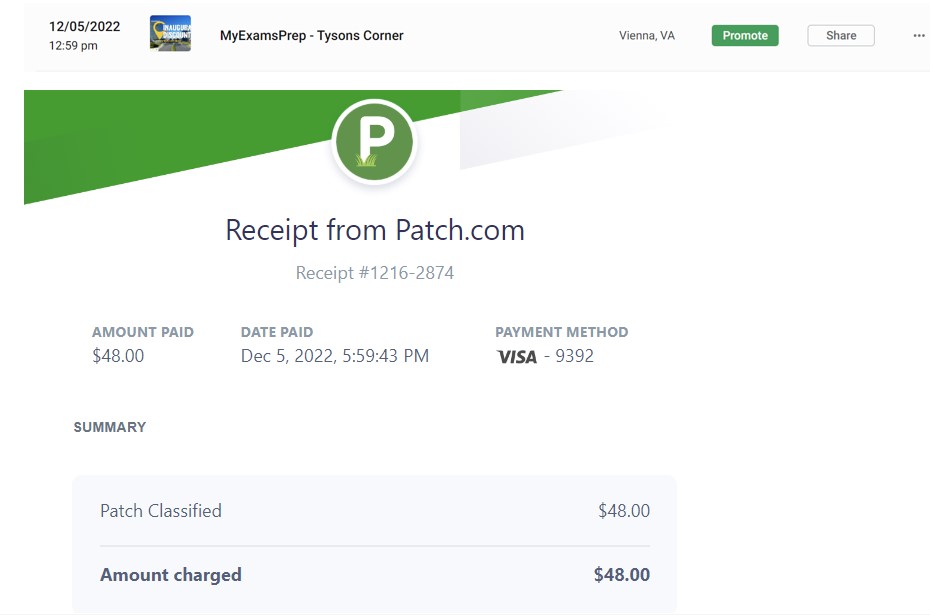 12/05/2022
12:59 pm
INAUGURA
DISCOUNT
MyExamsPrep - Tysons Corner
Vienna, VA
Promote
Share
P
Receipt from Patch.com
Receipt #1216-2874
AMOUNT PAID DATE PAID PAYMENT METHOD
$48.00 Dec 5, 2022, 5:59:43 PM VISA - 9392
SUMMARY
Patch Classified $48.00
Amount charged $48.00